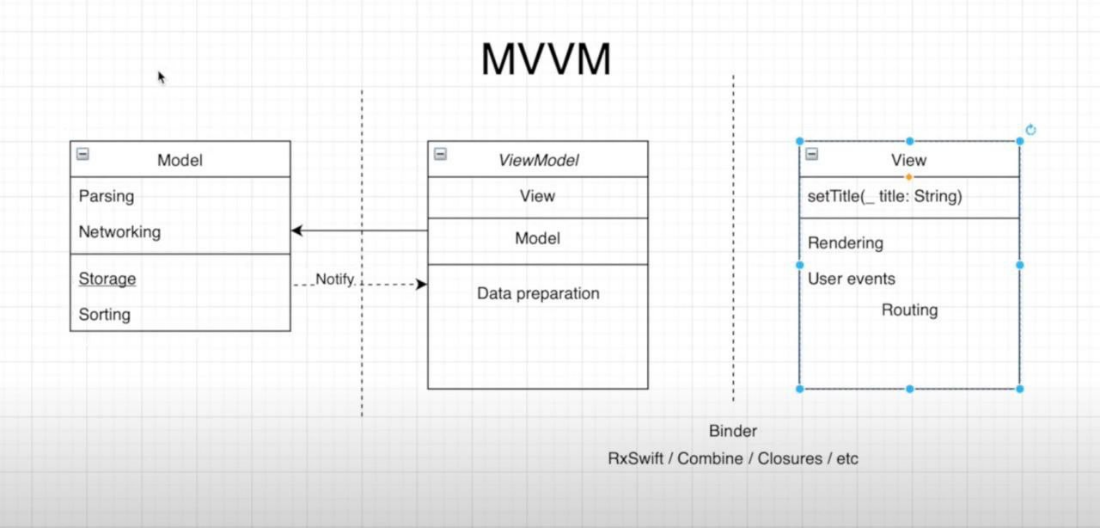 MVVM
Model
Parsing
Networking
Storage
Sorting
Notify
ViewModel
View
Model
Data preparation
View
setTitle(_ title: String)
Rendering
User events
Routing
Binder
RxSwift / Combine / Closures / etc